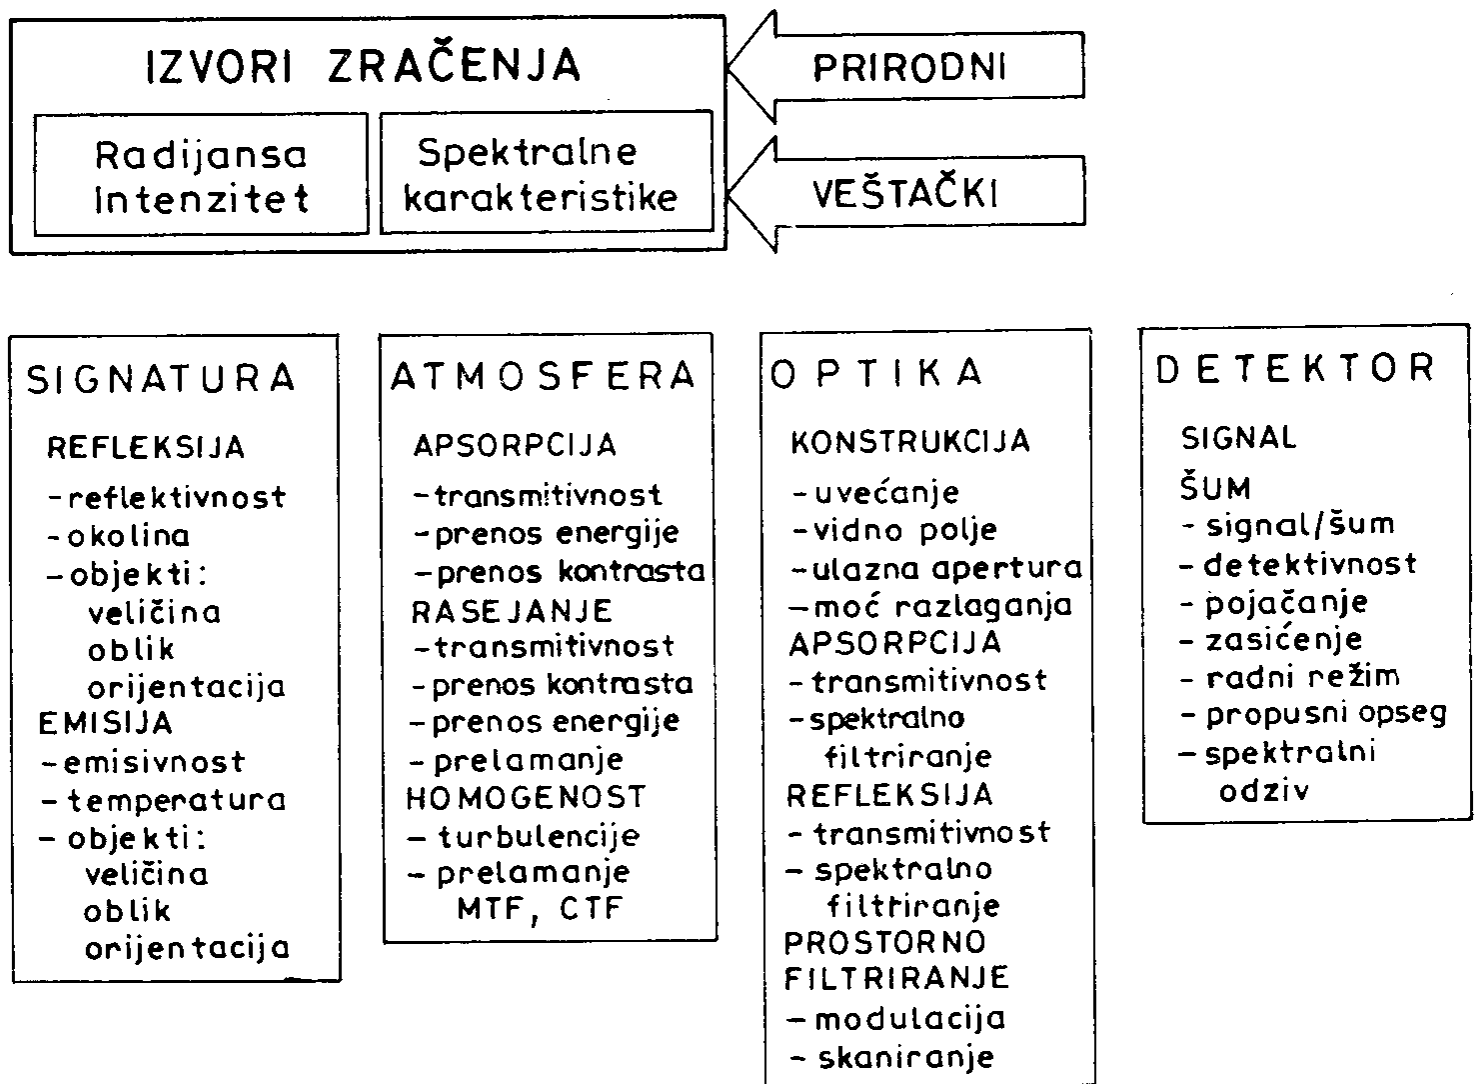 IZVORI ZRAČENJA
Radijansa
Intenzitet
Spektralne
karakteristike
PRIRODNI
VEŠTAČKI
SIGNATURA
REFLEKSIJA
-reflektivnost
-okolina
-objekti:
veličina
oblik
orijentacija
EMISIJA
-emisivnost
-temperatura
- objekti:
veličina
oblik
orijentacija
ATMOSFERA
APSORPCIJA
-transmitivnost
-prenos energije
-prenos kontrasta
RASEJANJE
-transmitivnost
-prenos kontrasta
-prenos energije
-prelamanje
HOMOGENOST
- turbulencije
- prelamanje
MTF, CTF
OPTIKA
KONSTRUKCIJA
-uvećanje
-vidno polje
-ulazna apertura
-moć razlaganja
APSORPCIJA
-transmitivnost
-spektralno
filtriranje
REFLEKSIJA
-transmitivnost
- spektralno
filtriranje
PROSTORNO
FILTRIRANJE
- modulacija
- skaniranje
DETEKTOR
SIGNAL
ŠUM
- signal/šum
- detektivnost
- pojačanje
- zasićenje
- radni režim
- propusni opseg
- spektralni
odziv